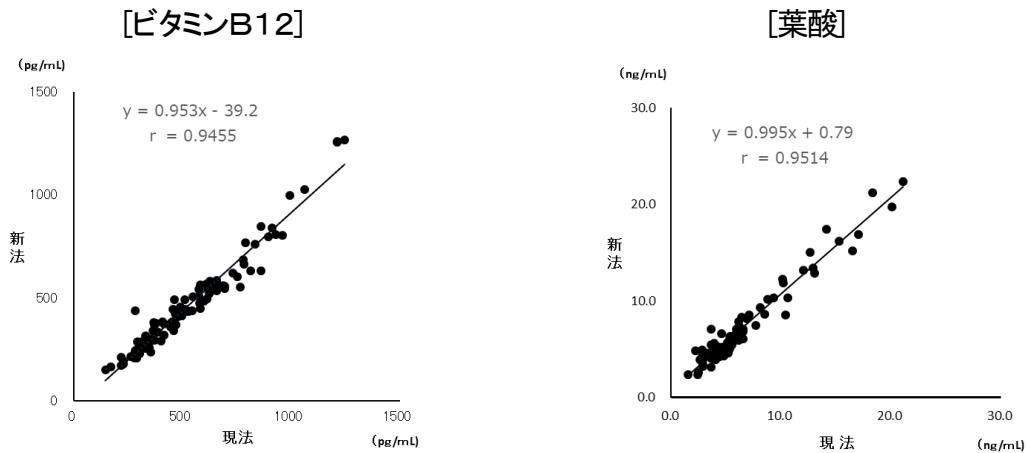 [ビタミンB12]
(pg/mL)
1500
1000
500
0
新法
y = 0.953x - 39.2
r = 0.9455
0 500 1000 1500
現法
(pg/mL)
[葉酸]
(ng/mL)
30.0
20.0
10.0
0.0
新法
y = 0.995x + 0.79
r = 0.9514
0.0 10.0 20.0 30.0
現法
(ng/mL)